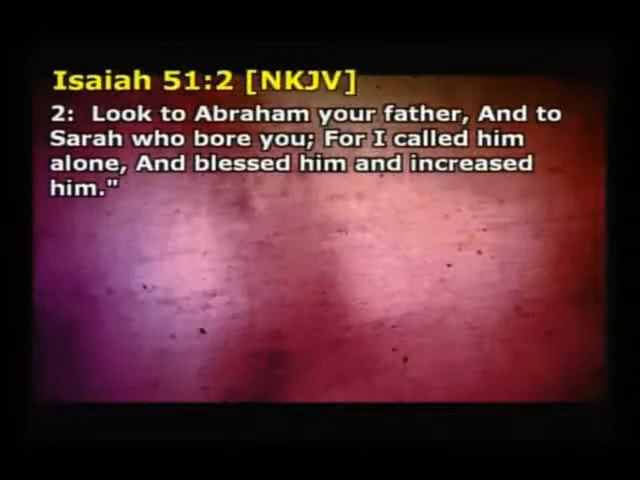 Isaiah 51:2 [NKJV]
2:  Look to Abraham your father, And to
Sarah who bore you; For I called him
alone, And blessed him and increased
him."